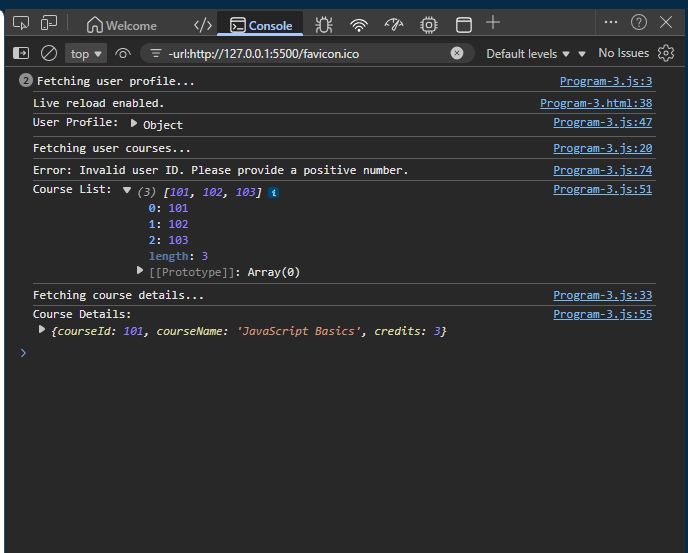 Welcome </> Console
top -url:http://127.0.0.1:5500/favicon.ico Default levels No Issues
2 Fetching user profile... Program-3.js:3
Live reload enabled. Program-3.html:38
User Profile: Object Program-3.js:47
Fetching user courses... Program-3.js:20
Error: Invalid user ID. Please provide a positive number. Program-3.js:74
Course List: (3) [101, 102, 103] i Program-3.js:51
0: 101
1: 102
2: 103
length: 3
[[Prototype]]: Array(0)
Fetching course details... Program-3.js:33
Course Details: Program-3.js:55
{courseId: 101, courseName: 'JavaScript Basics', credits: 3}